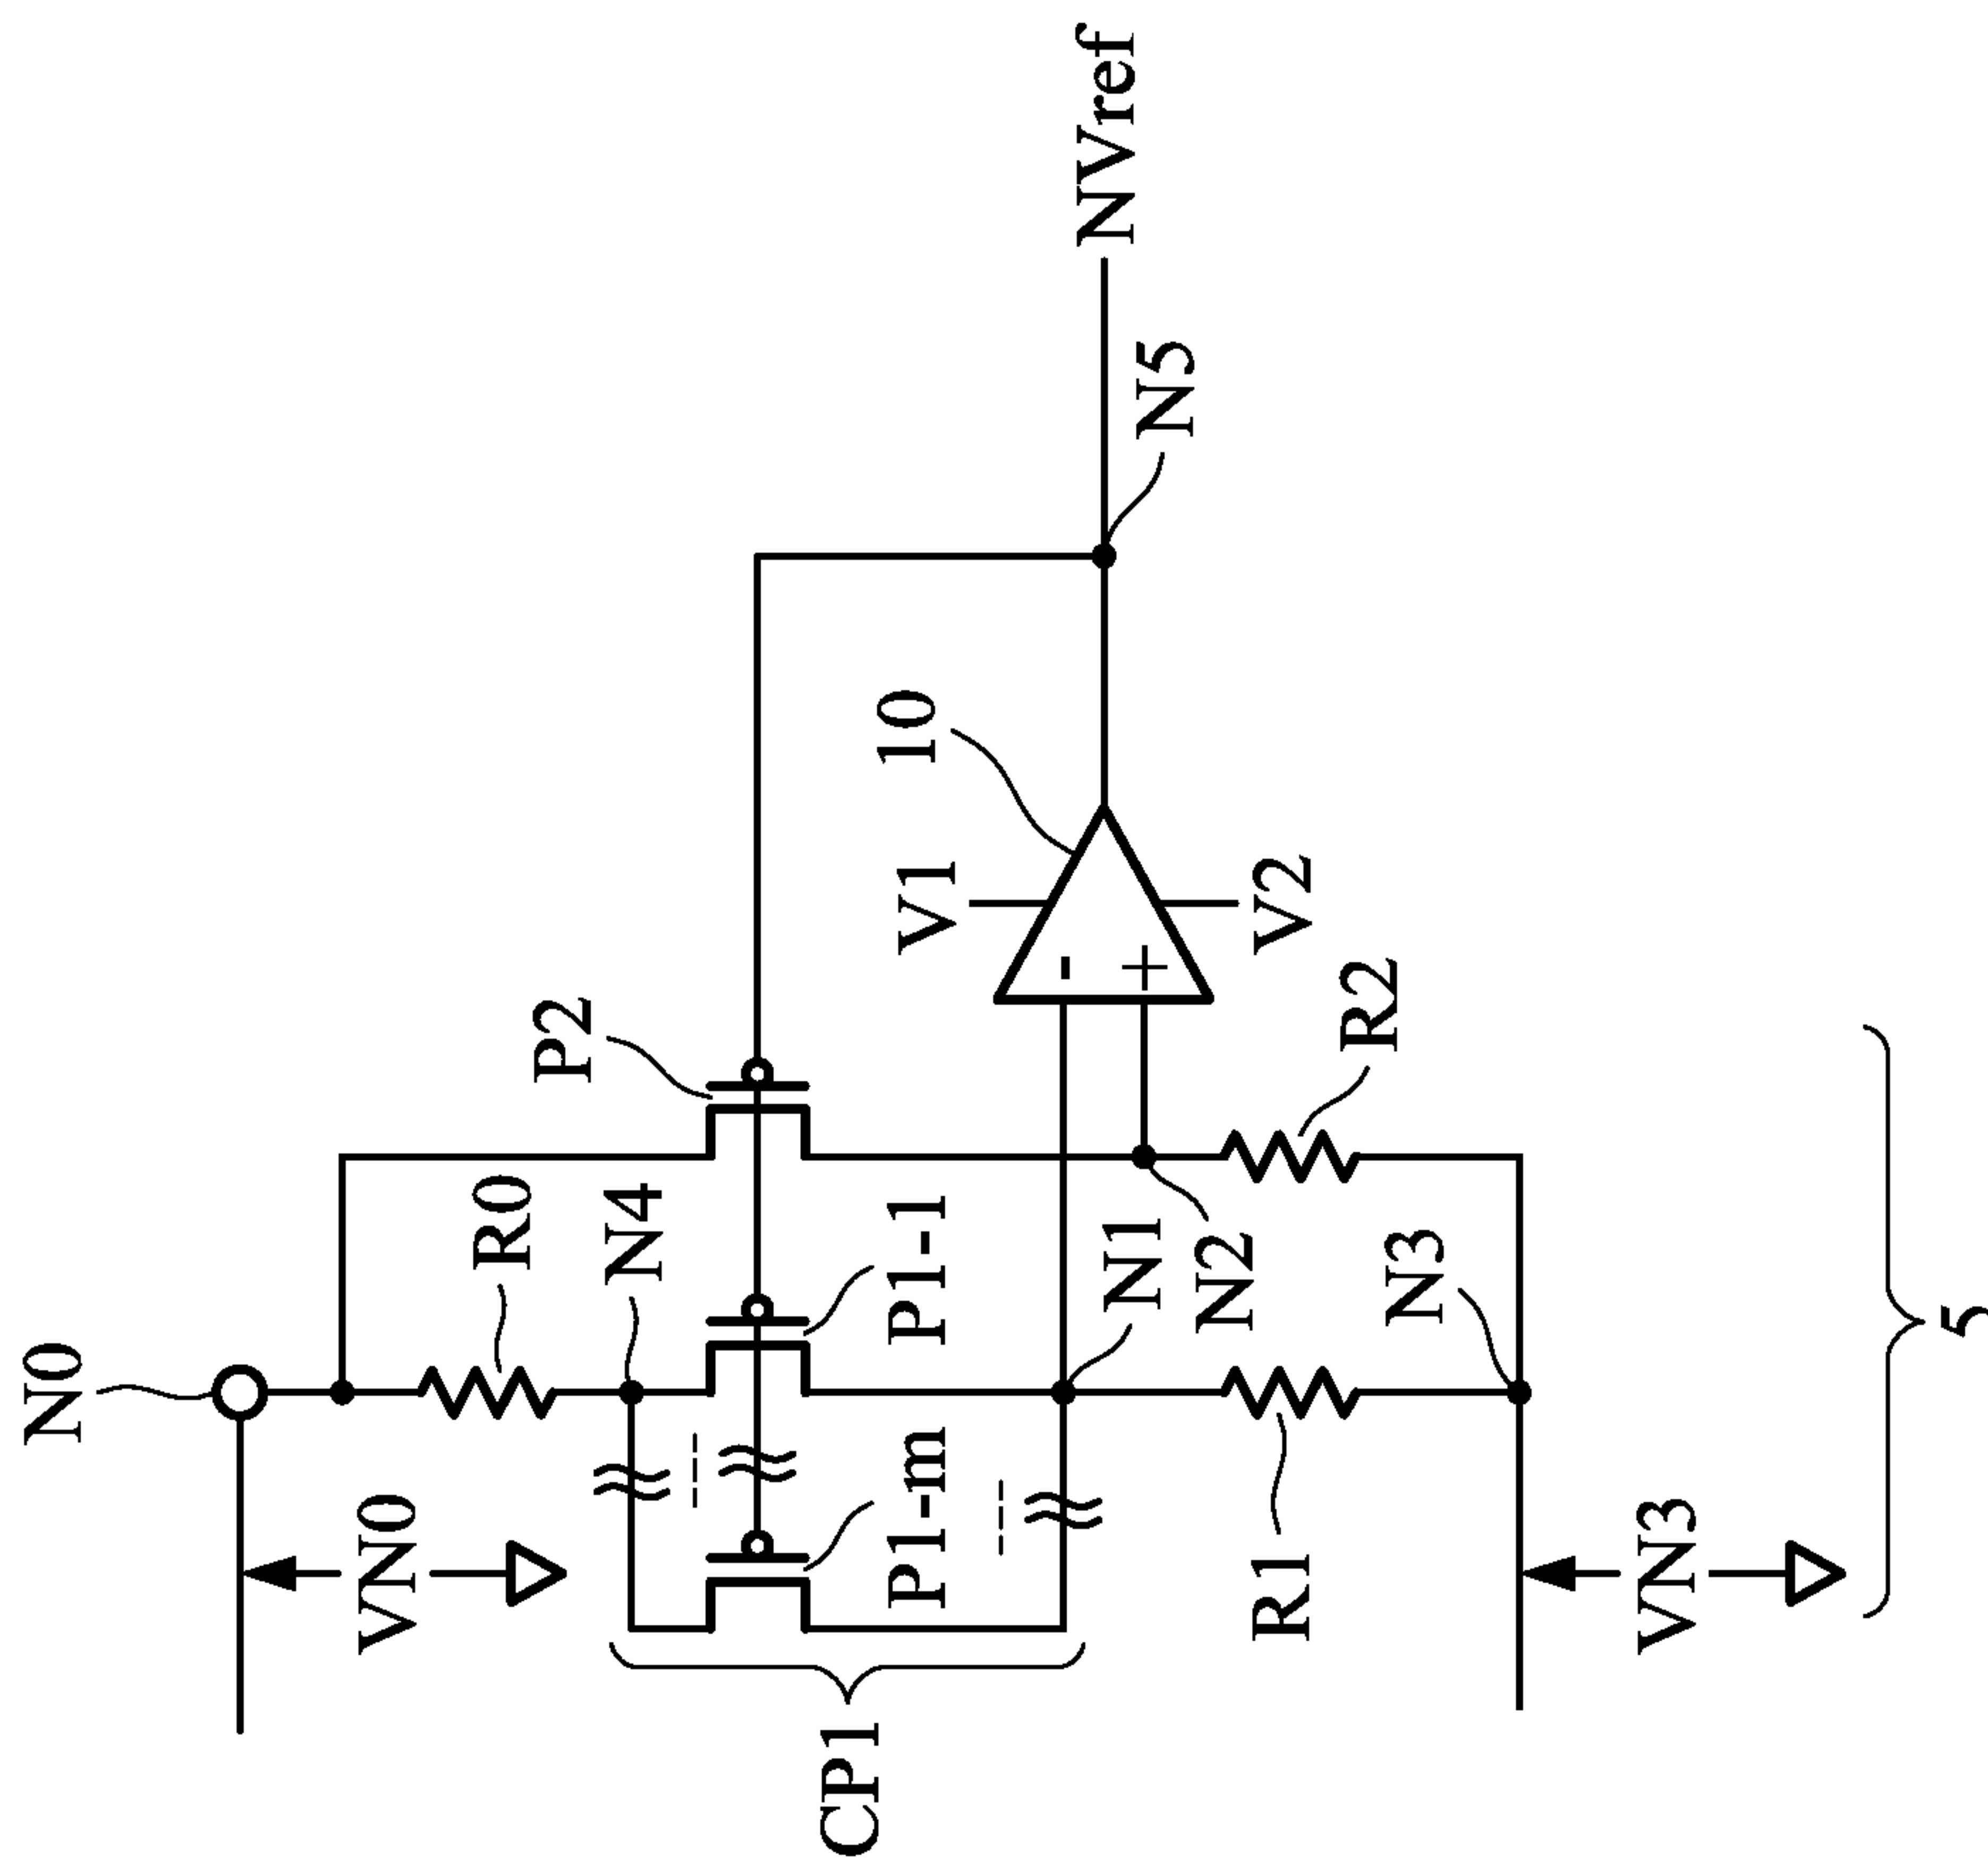 N0
VN0
R0
P2
N4
CP1
P1-m
P1-1
10
V1
NVref
N5
N1
N2
V2
R1
R2
N3
VN3
5
-
+